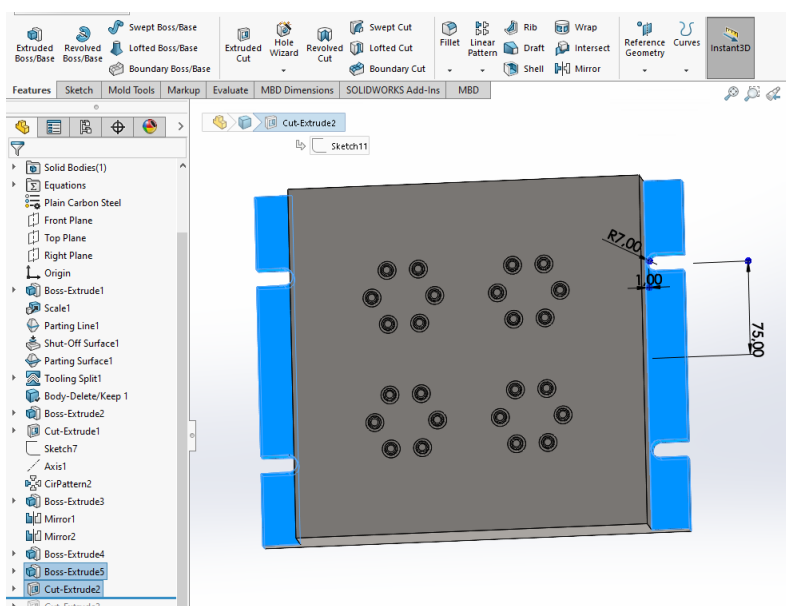 Extruded Boss/Base
Revolved Boss/Base
Swept Boss/Base
Lofted Boss/Base
Boundary Boss/Base
Extruded Cut
Hole Wizard
Revolved Cut
Swept Cut
Lofted Cut
Boundary Cut
Fillet
Linear Pattern
Rib
Draft
Shell
Wrap
Intersect
Mirror
Reference Geometry
Curves
Instant3D
Features Sketch Mold Tools Markup Evaluate MBD Dimensions SOLIDWORKS Add-Ins MBD
Cut-Extrude2
Sketch11
Solid Bodies(1)
Equations
Plain Carbon Steel
Front Plane
Top Plane
Right Plane
Origin
Boss-Extrude1
Scale1
Parting Line1
Shut-Off Surface1
Parting Surface1
Tooling Split1
Body-Delete/Keep 1
Boss-Extrude2
Cut-Extrude1
Sketch7
Axis1
CirPattern2
Boss-Extrude3
Mirror1
Mirror2
Boss-Extrude4
Boss-Extrude5
Cut-Extrude2
R7,00
1,00
75,00